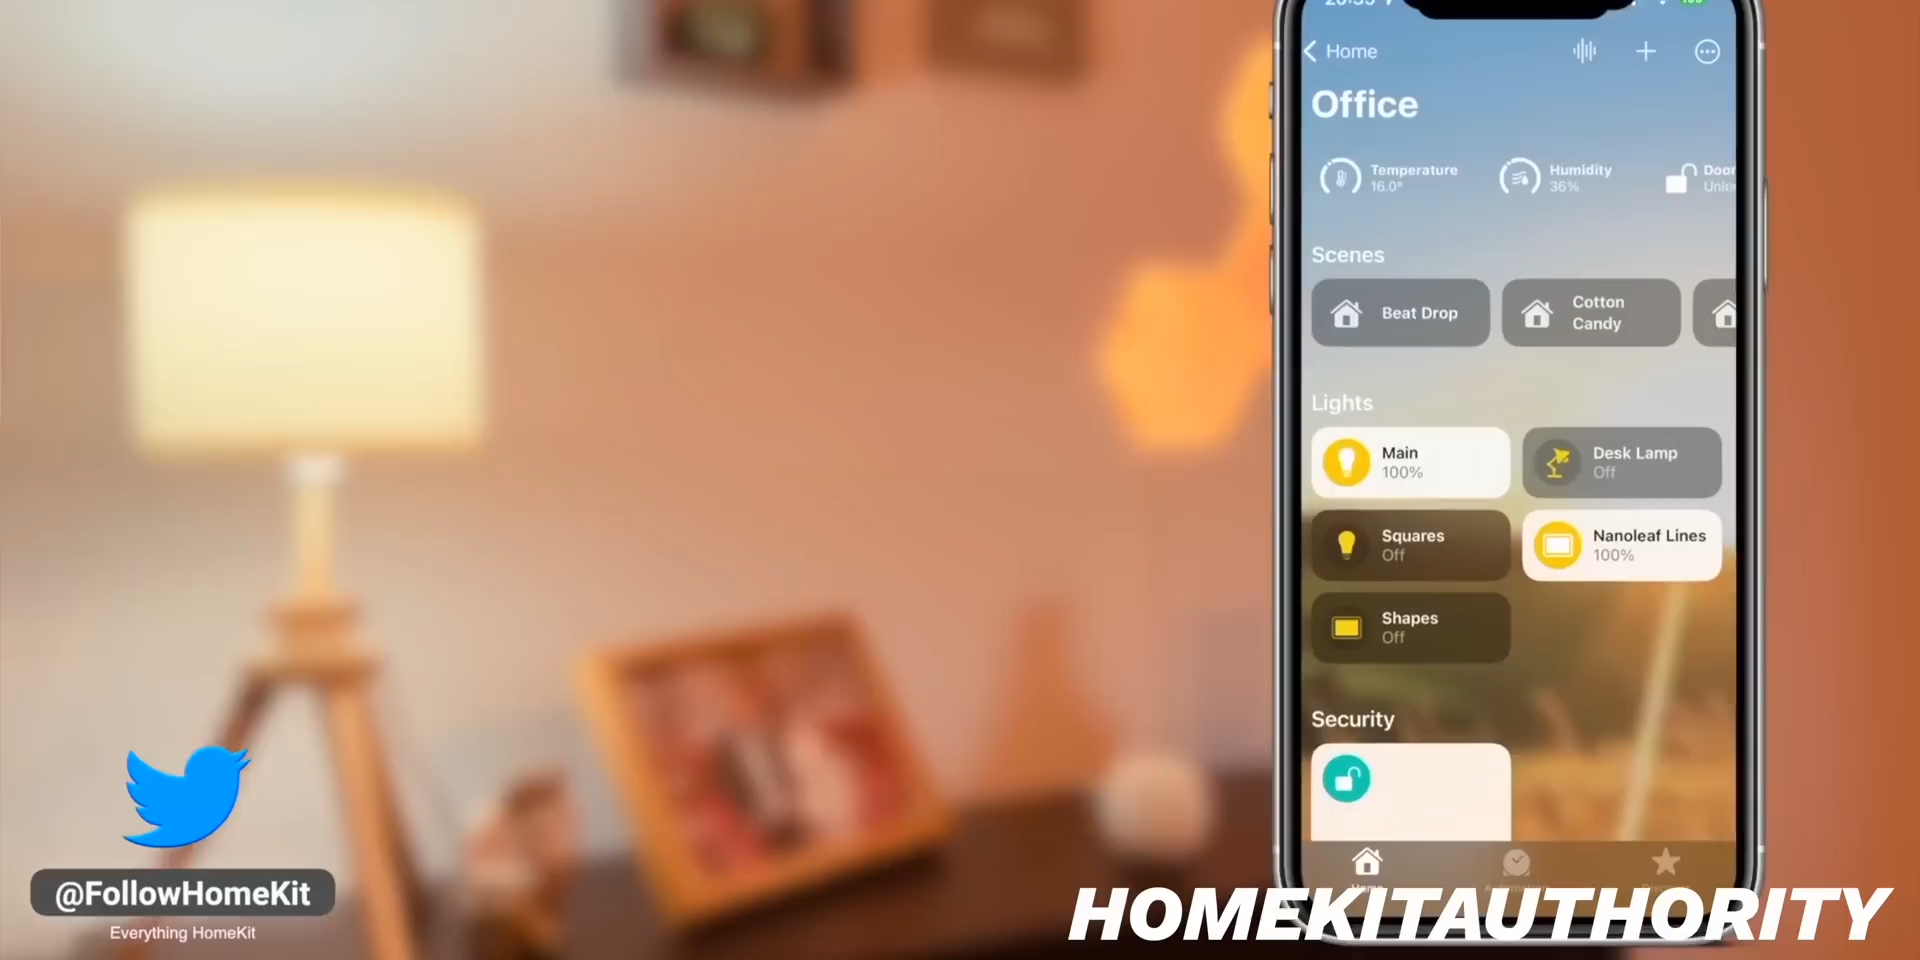 Home
Office
Temperature
16.0°
Humidity
36%
Scenes
Beat Drop
Cotton
Candy
Lights
Main
100%
Desk Lamp
Off
Squares
Off
Nanoleaf Lines
100%
Shapes
Off
Security
@FollowHomeKit
Everything HomeKit
HOMEKITAUTHORITY